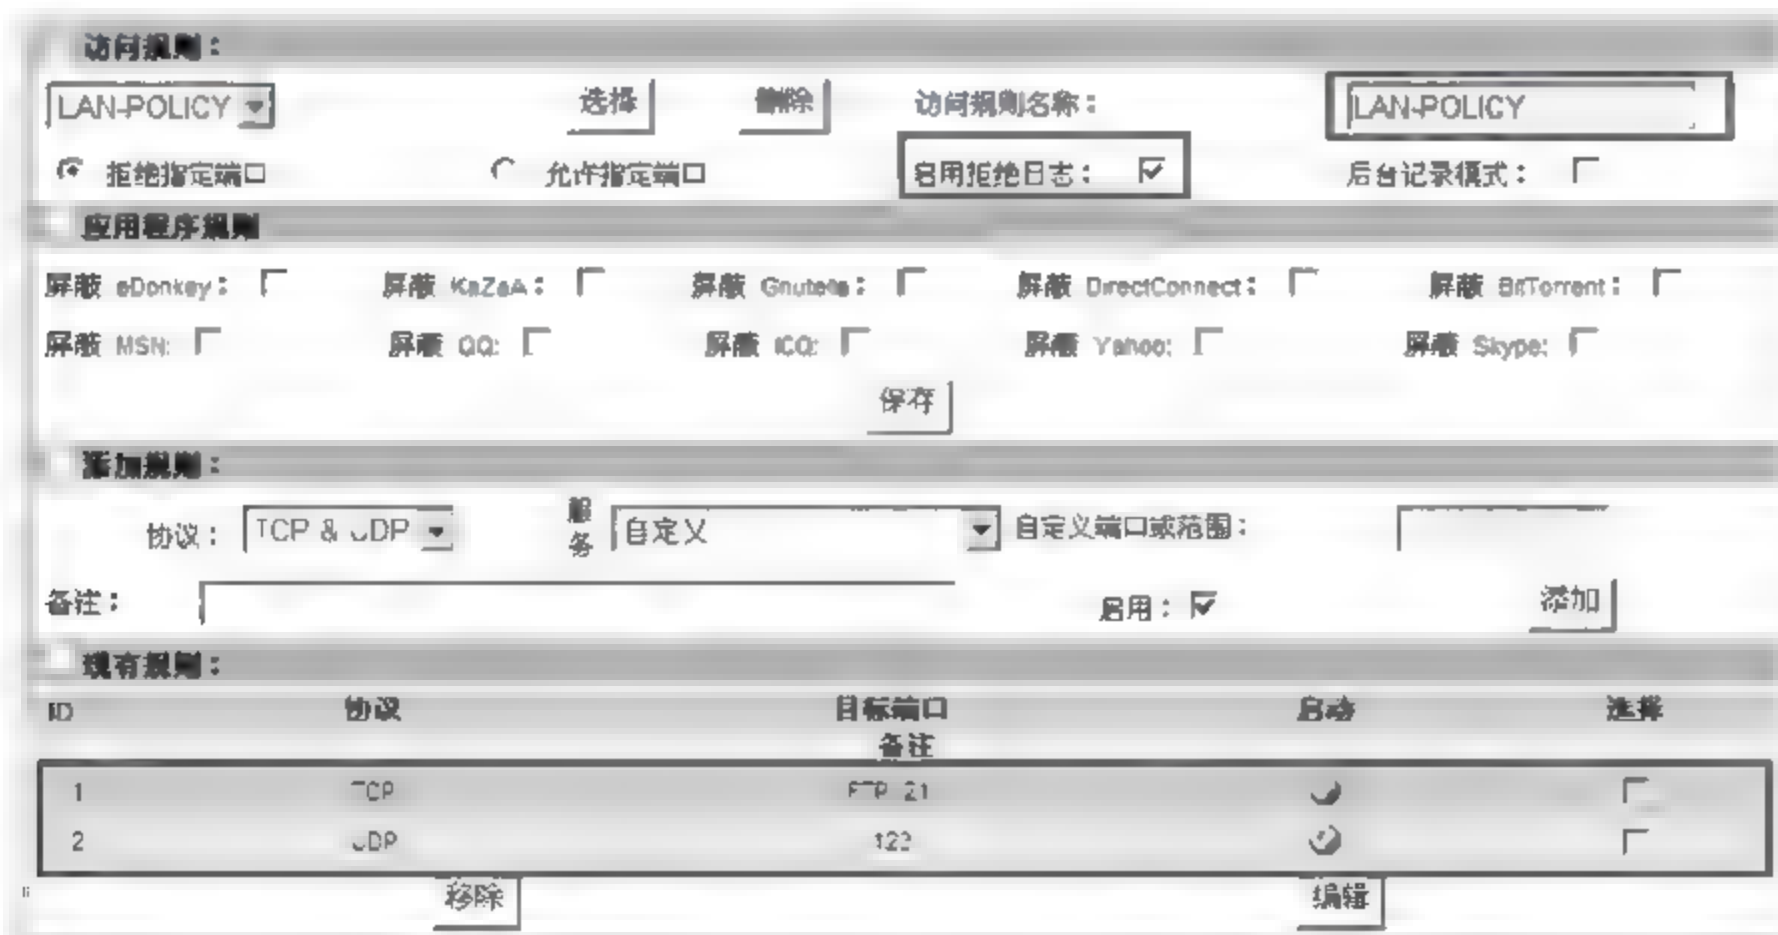 访问规则：
LAN-POLICY 选择 删除 访问规则名称： LAN-POLICY
拒绝指定端口 允许指定端口 启用拒绝日志： 后台记录模式：
应用程序规则
屏蔽 eDonkey： 屏蔽 KaZaA： 屏蔽 Gnutella： 屏蔽 DirectConnect： 屏蔽 BitTorrent：
屏蔽 MSN: 屏蔽 QQ: 屏蔽 ICQ: 屏蔽 Yahoo: 屏蔽 Skype:
保存
添加规则：
协议： TCP & UDP 服务 自定义 自定义端口或范围：
备注： 启用： 添加
现有规则：
ID 协议 目标端口 启动 选择
备注
1 TCP FTP 21
2 UDP
移除 编辑